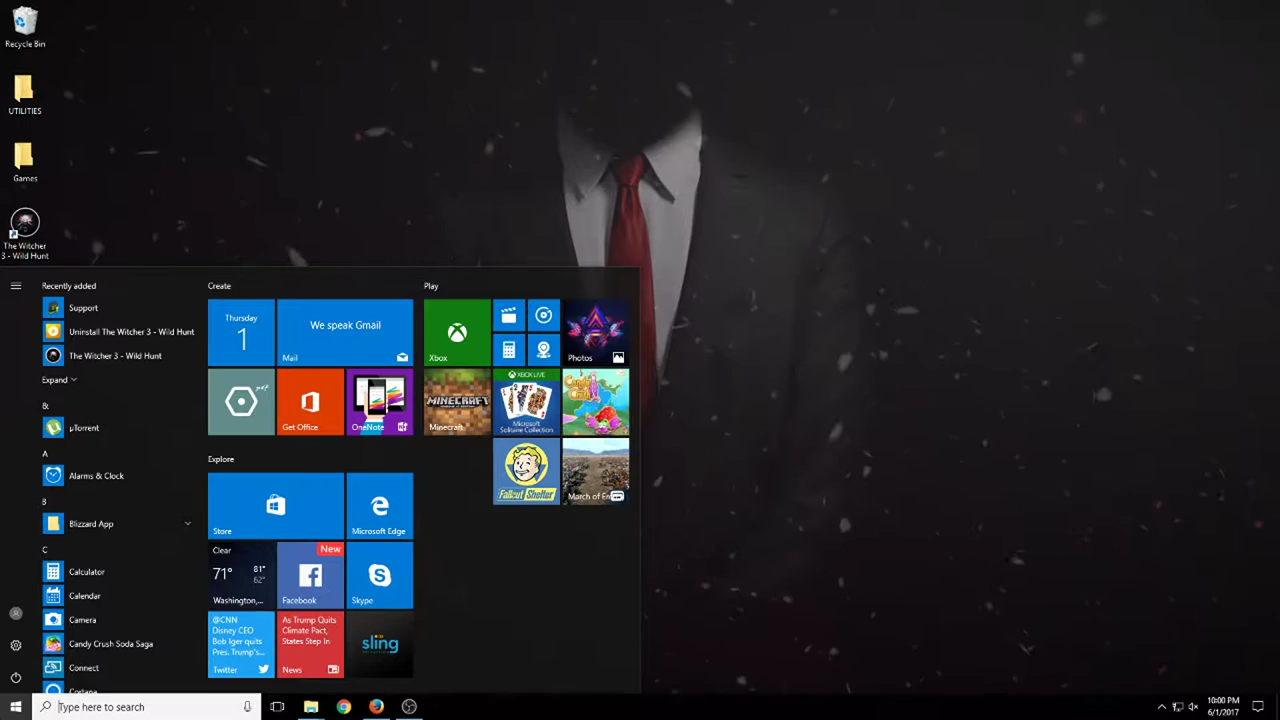 Recycle Bin
UTILITIES
Games
The Witcher
3 - Wild Hunt
Recently added
Support
Uninstall The Witcher 3 - Wild Hunt
The Witcher 3 - Wild Hunt
Expand
&
µTorrent
A
Alarms & Clock
B
Blizzard App
C
Calculator
Calendar
Camera
Candy Crush Soda Saga
Connect
Cortana
Create
Thursday
1
We speak Gmail
Mail
pdf
Get Office
OneNote
Explore
Store
Microsoft Edge
Clear
71° 81°
62°
Washington,...
New
Facebook
Skype
@CNN
Disney CEO
Bob Iger quits
Pres. Trump's...
Twitter
As Trump Quits
Climate Pact,
States Step In
News
sling
Play
Xbox
Photos
Minecraft
MINECRAFT
XBOX LIVE
Microsoft
Solitaire Collection
Candy
Crush
Fallout Shelter
Type here to search
10:00 PM
6/1/2017